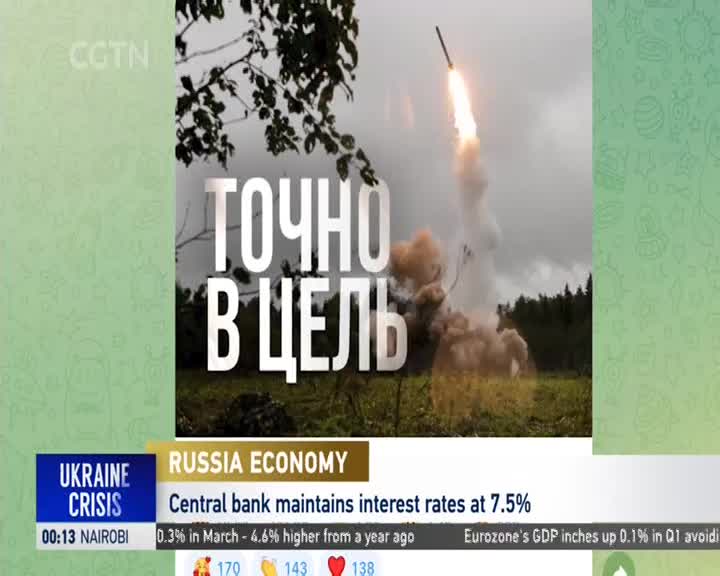 CGTN
ТОЧНО
В ЦЕЛЬ
RUSSIA ECONOMY
UKRAINE
CRISIS
Central bank maintains interest rates at 7.5%
00:13 NAIROBI
0.3% in March - 4.6% higher from a year ago Eurozone's GDP inches up 0.1% in Q1 avoidi
170 143 138